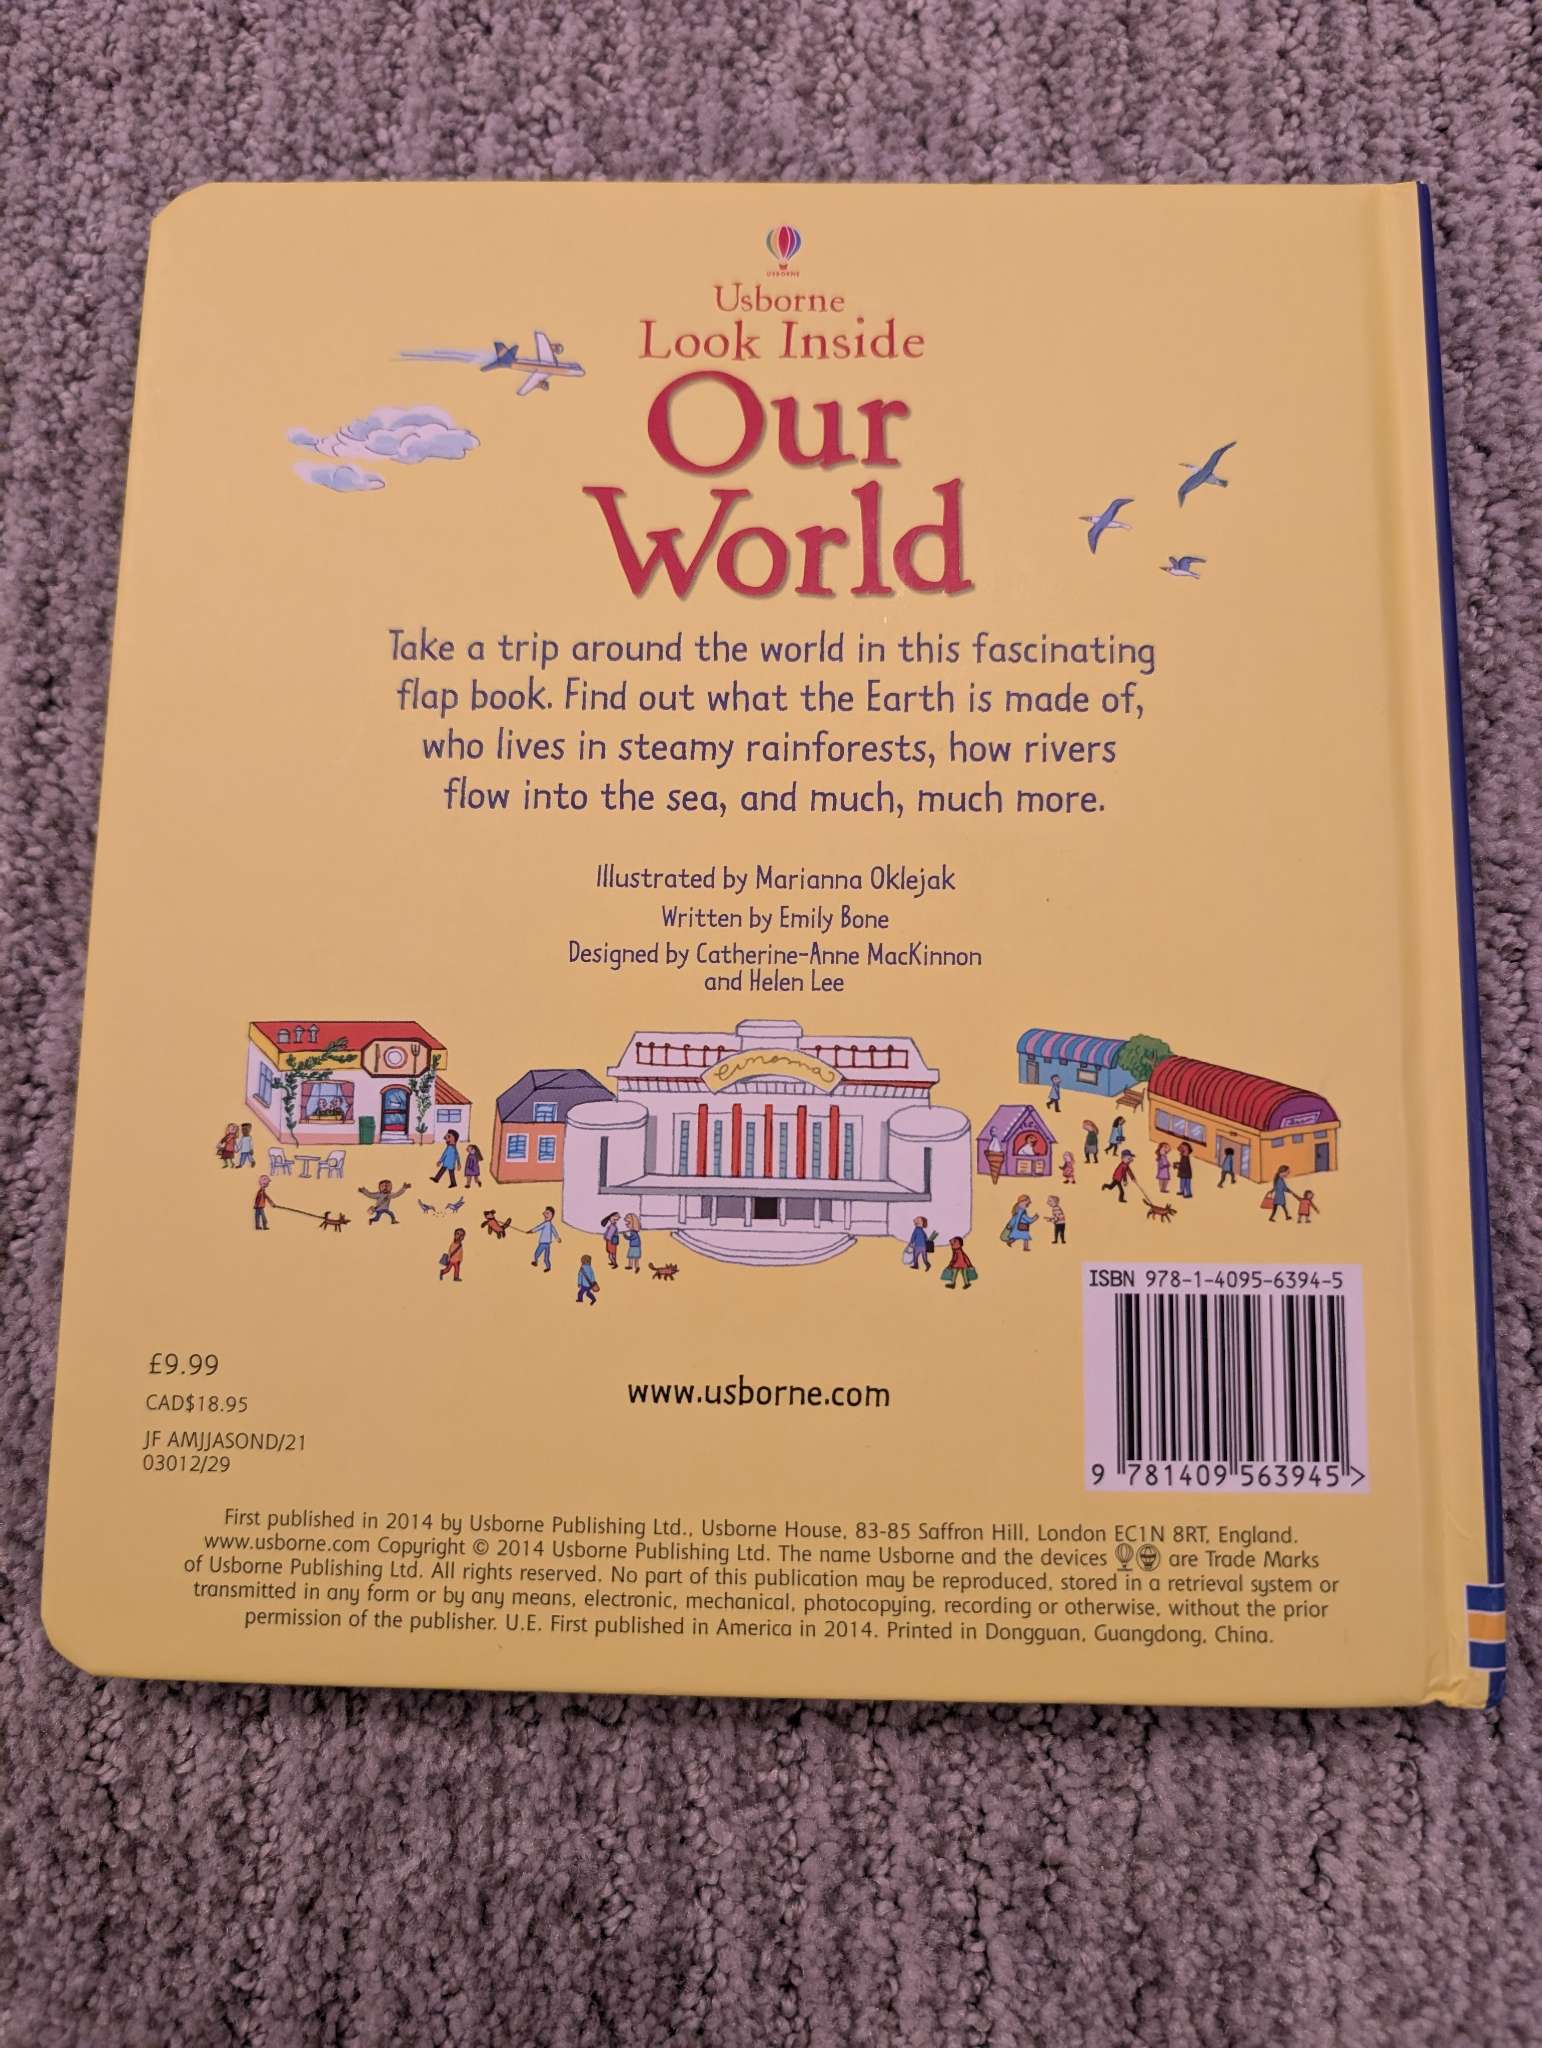 USBORNE
Usborne
Look Inside
Our
World
Take a trip around the world in this fascinating
flap book. Find out what the Earth is made of,
who lives in steamy rainforests, how rivers
flow into the sea, and much, much more.
Illustrated by Marianna Oklejak
Written by Emily Bone
Designed by Catherine-Anne MacKinnon
and Helen Lee
cinema
ISBN 978-1-4095-6394-5
9 781409 563945 >
£9.99
CAD$18.95
JF AMJJASOND/21
03012/29
www.usborne.com
First published in 2014 by Usborne Publishing Ltd., Usborne House, 83-85 Saffron Hill, London EC1N 8RT, England.
www.usborne.com Copyright © 2014 Usborne Publishing Ltd. The name Usborne and the devices are Trade Marks
of Usborne Publishing Ltd. All rights reserved. No part of this publication may be reproduced, stored in a retrieval system or
transmitted in any form or by any means, electronic, mechanical, photocopying, recording or otherwise, without the prior
permission of the publisher. U.E. First published in America in 2014. Printed in Dongguan, Guangdong, China.